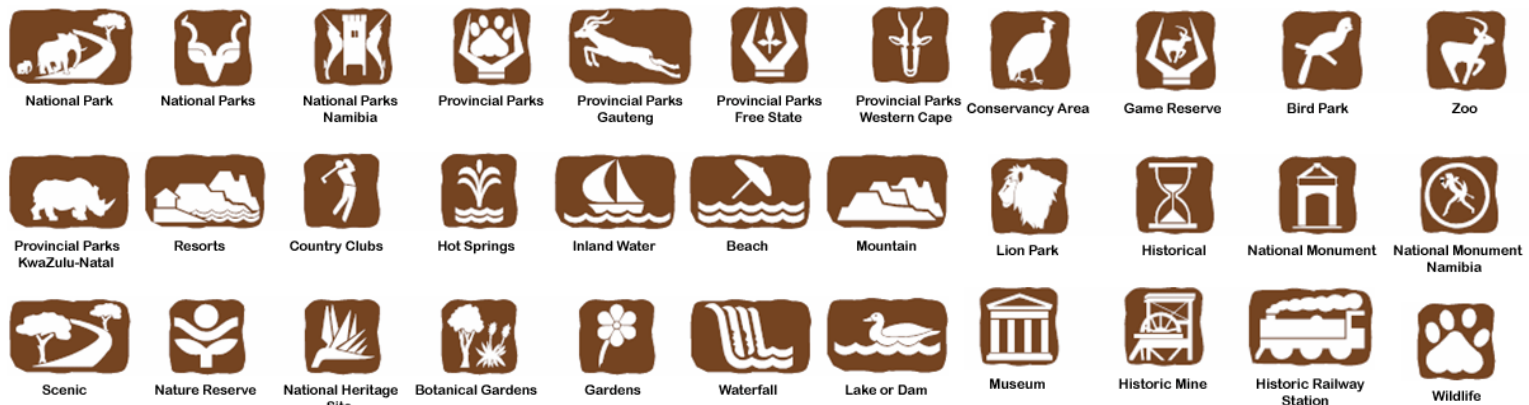 National Park
National Parks
National Parks
Namibia
Provincial Parks
Provincial Parks
Gauteng
Provincial Parks
Free State
Provincial Parks
Western Cape
Conservancy Area
Game Reserve
Bird Park
Zoo
Provincial Parks
KwaZulu-Natal
Resorts
Country Clubs
Hot Springs
Inland Water
Beach
Mountain
Lion Park
Historical
National Monument
National Monument
Namibia
Scenic
Nature Reserve
National Heritage
Site
Botanical Gardens
Gardens
Waterfall
Lake or Dam
Museum
Historic Mine
Historic Railway
Station
Wildlife